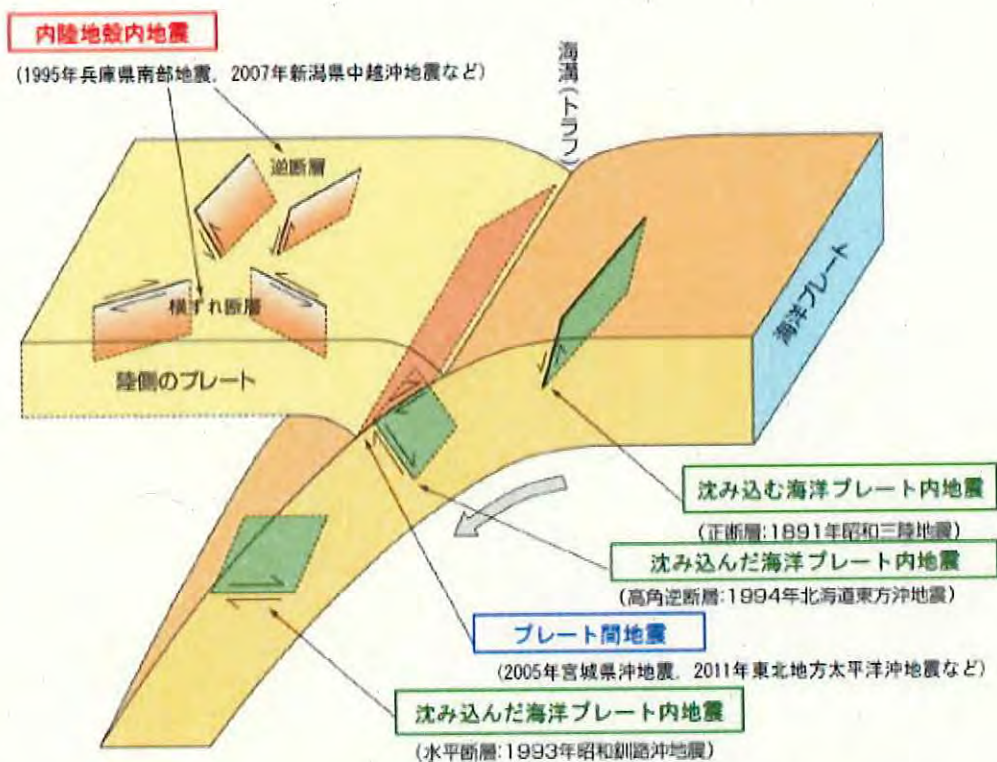 内陸地殻内地震
(1995年兵庫県南部地震, 2007年新潟県中越沖地震など)
海溝(トラフ)
逆断層
横ずれ断層
陸側のプレート
海洋プレート
沈み込む海洋プレート内地震
(正断層:1891年昭和三陸地震)
沈み込んだ海洋プレート内地震
(高角逆断層:1994年北海道東方沖地震)
プレート間地震
(2005年宮城県沖地震, 2011年東北地方太平洋沖地震など)
沈み込んだ海洋プレート内地震
(水平断層:1993年昭和釧路沖地震)